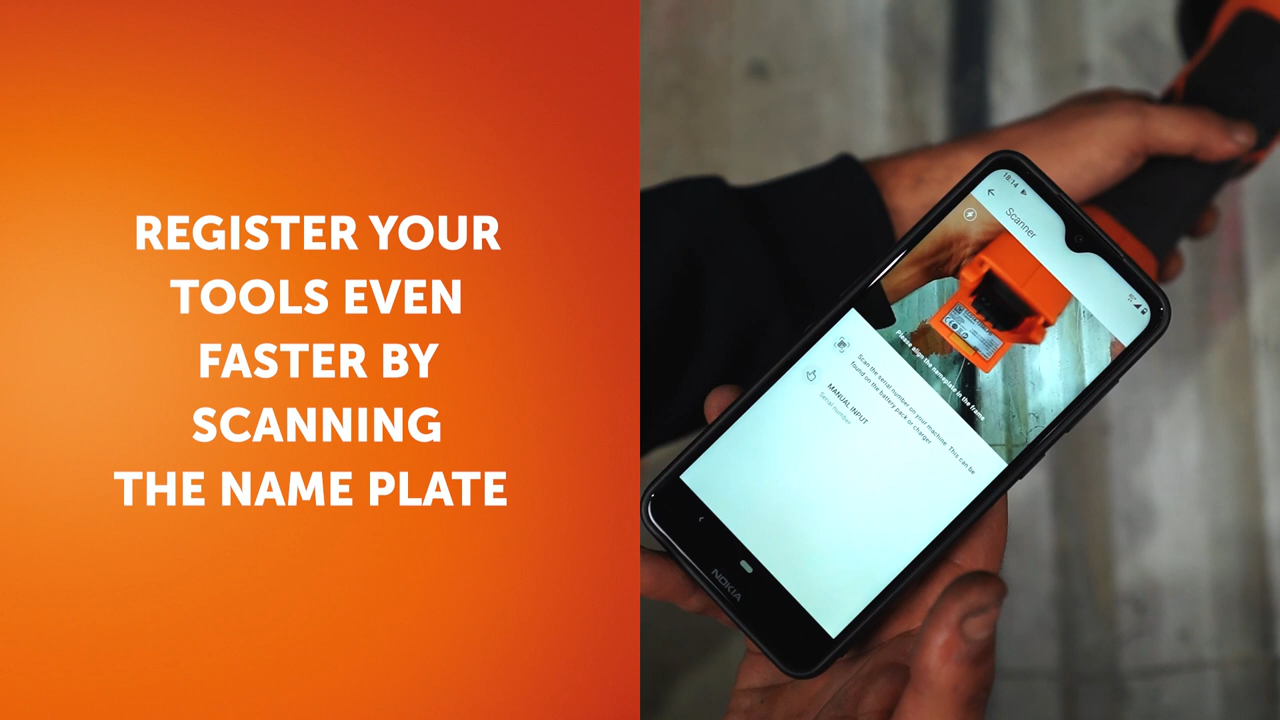 REGISTER YOUR
TOOLS EVEN
FASTER BY
SCANNING
THE NAME PLATE
18:14
Scanner
Please align the nameplate in the frame
Scan the serial number on your machine. This can be
found on the battery pack or charger
MANUAL INPUT
Serial number
NOKIA